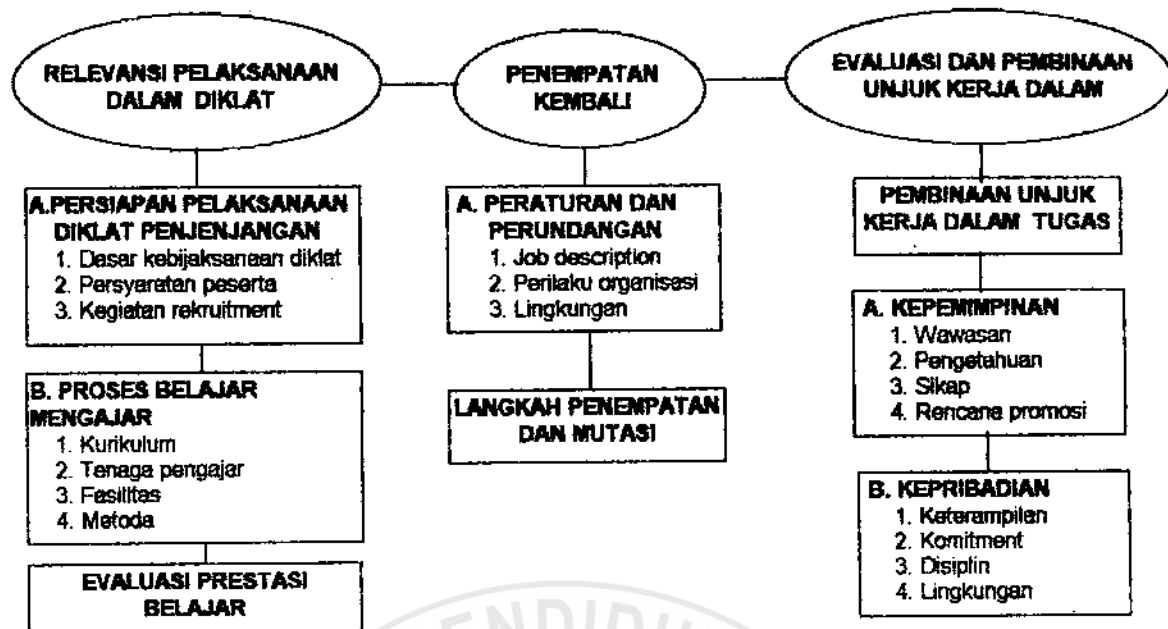 RELEVANSI PELAKSANAAN
DALAM DIKLAT
A.PERSIAPAN PELAKSANAAN
DIKLAT PENJENJANGAN
1. Dasar kebijaksanaan diklat
2. Persyaratan peserta
3. Kegiatan rekruitment
B. PROSES BELAJAR
MENGAJAR
1. Kurikulum
2. Tenaga pengajar
3. Fasilitas
4. Metoda
EVALUASI PRESTASI
BELAJAR
PENEMPATAN
KEMBALI
A. PERATURAN DAN
PERUNDANGAN
1. Job description
2. Perilaku organisasi
3. Lingkungan
LANGKAH PENEMPATAN
DAN MUTASI
EVALUASI DAN PEMBINAAN
UNJUK KERJA DALAM
PEMBINAAN UNJUK
KERJA DALAM TUGAS
A. KEPEMIMPINAN
1. Wawasan
2. Pengetahuan
3. Sikap
4. Rencana promosi
B. KEPRIBADIAN
1. Keterampilan
2. Komitment
3. Disiplin
4. Lingkungan